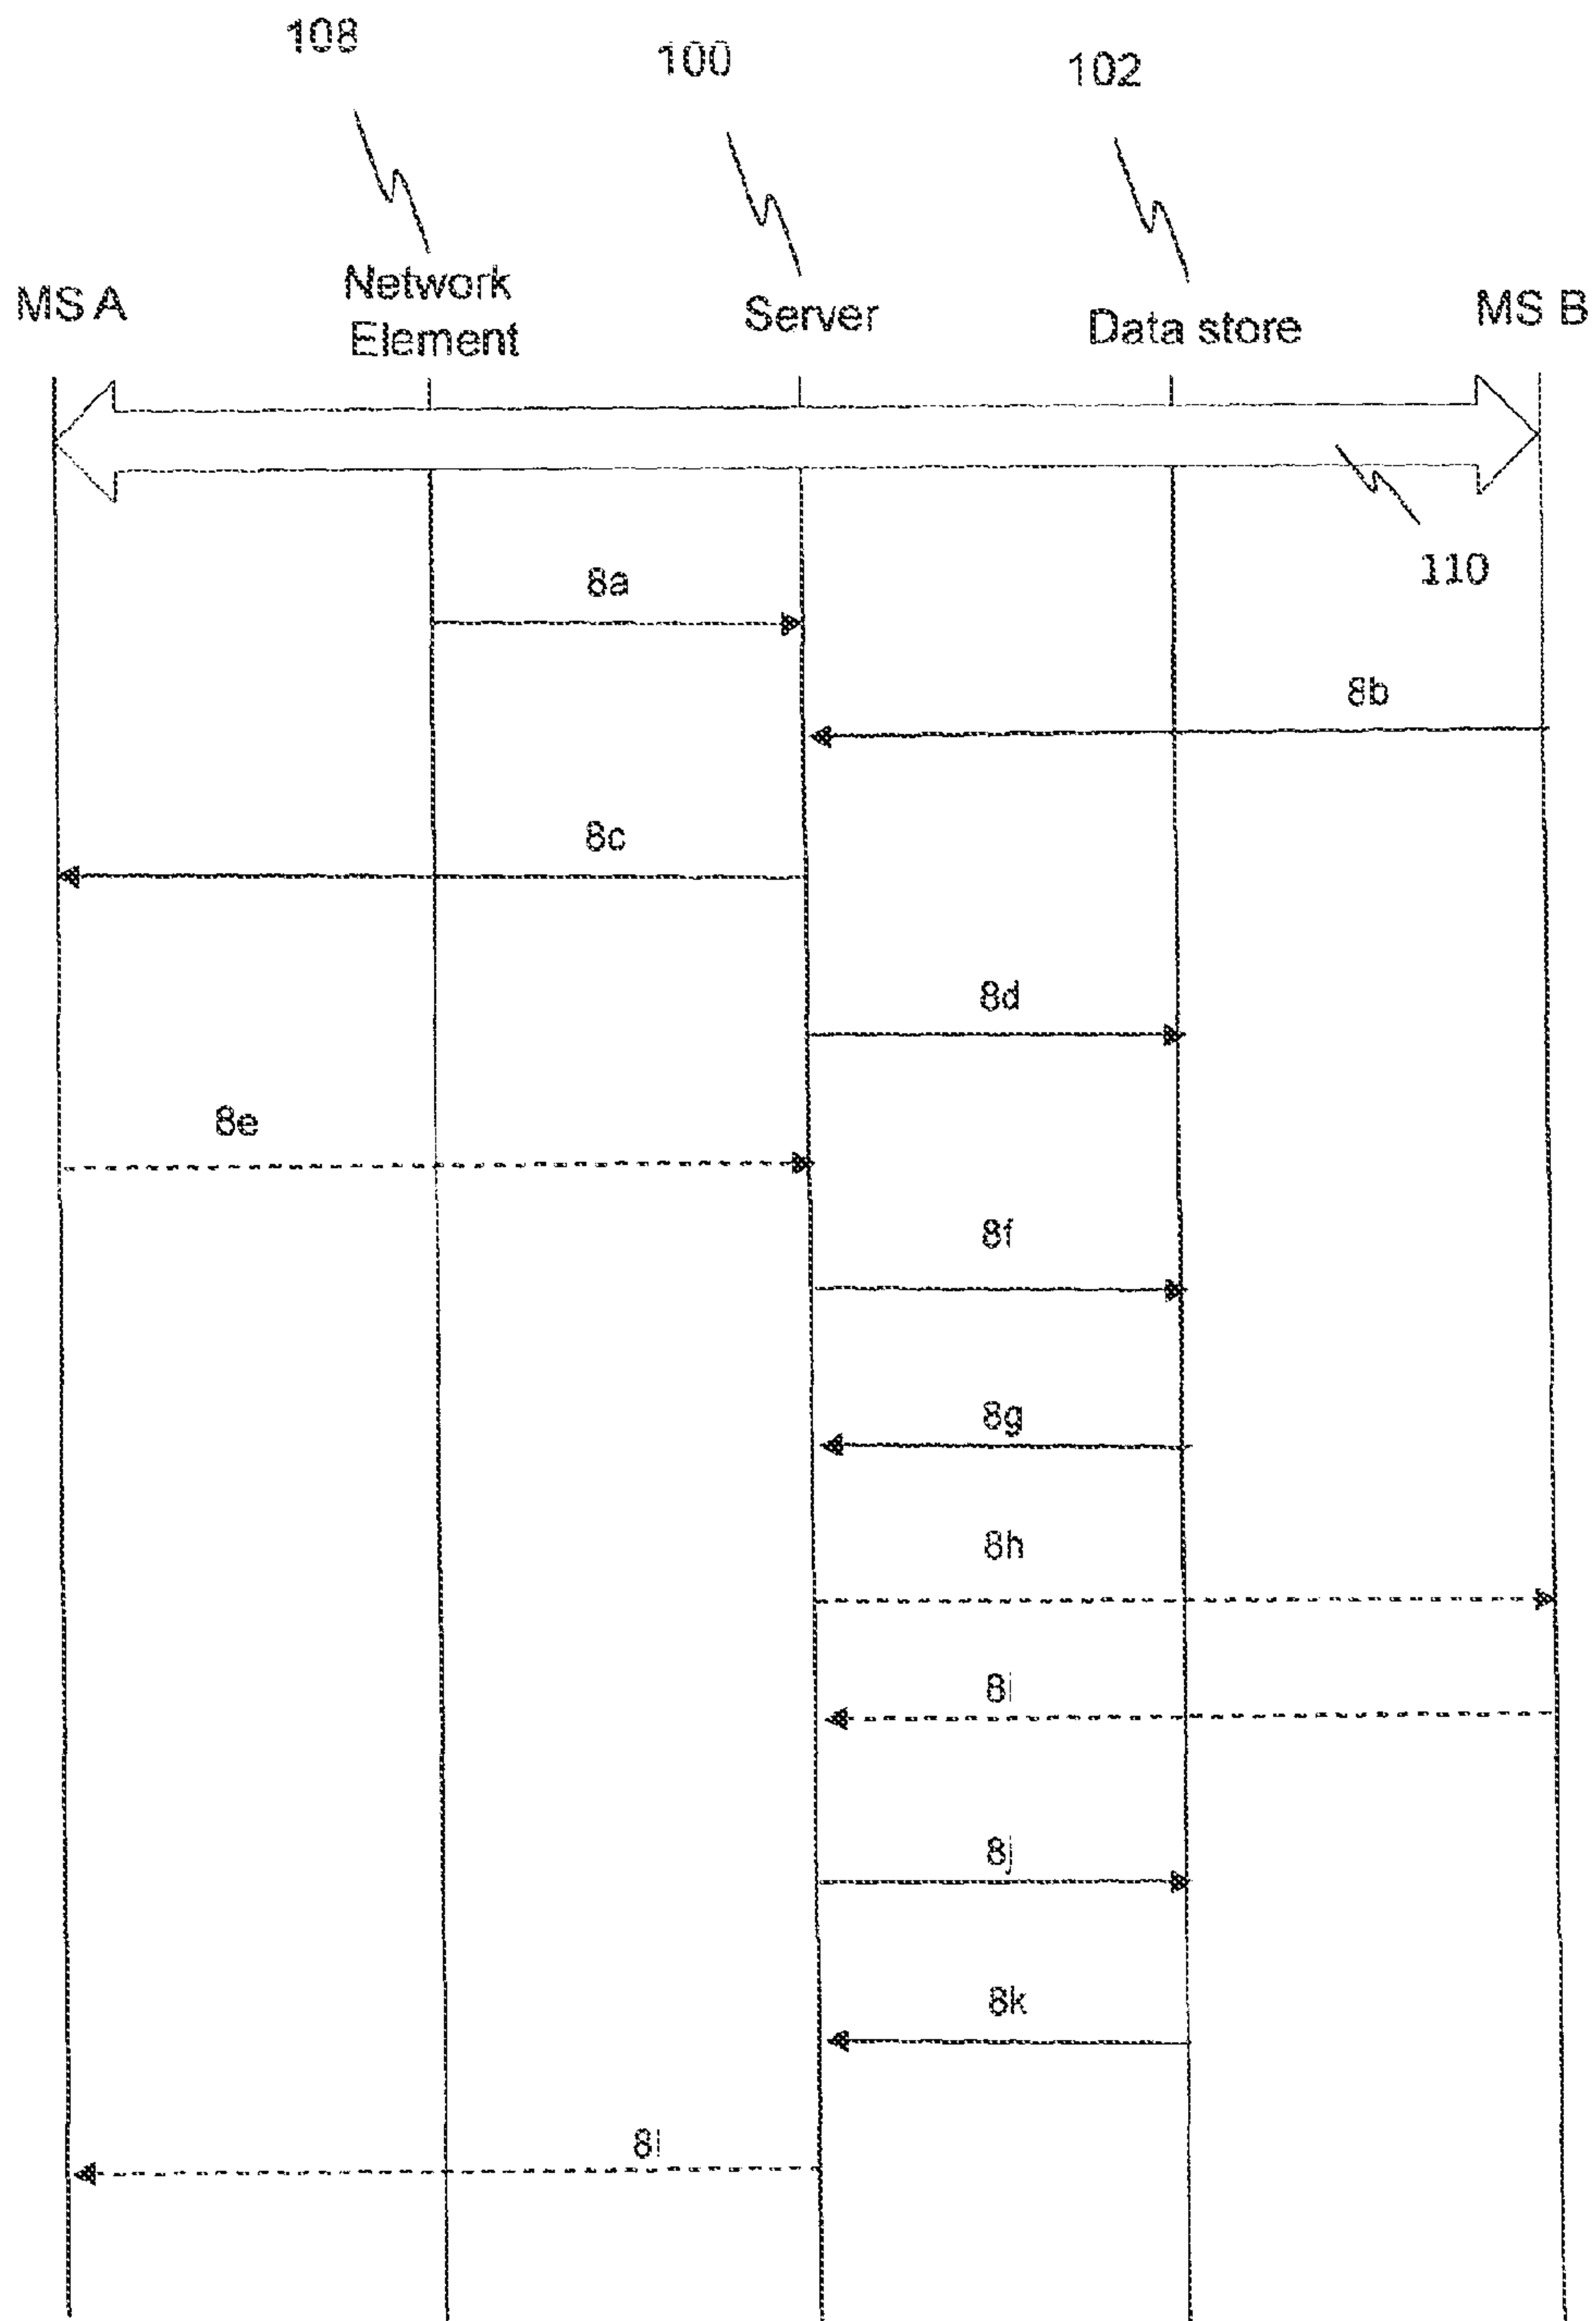 108
100
102
MS A
Network
Element
Server
Data store
MS B
110
8a
8b
8c
8d
8e
8f
8g
8h
8i
8j
8k
8l